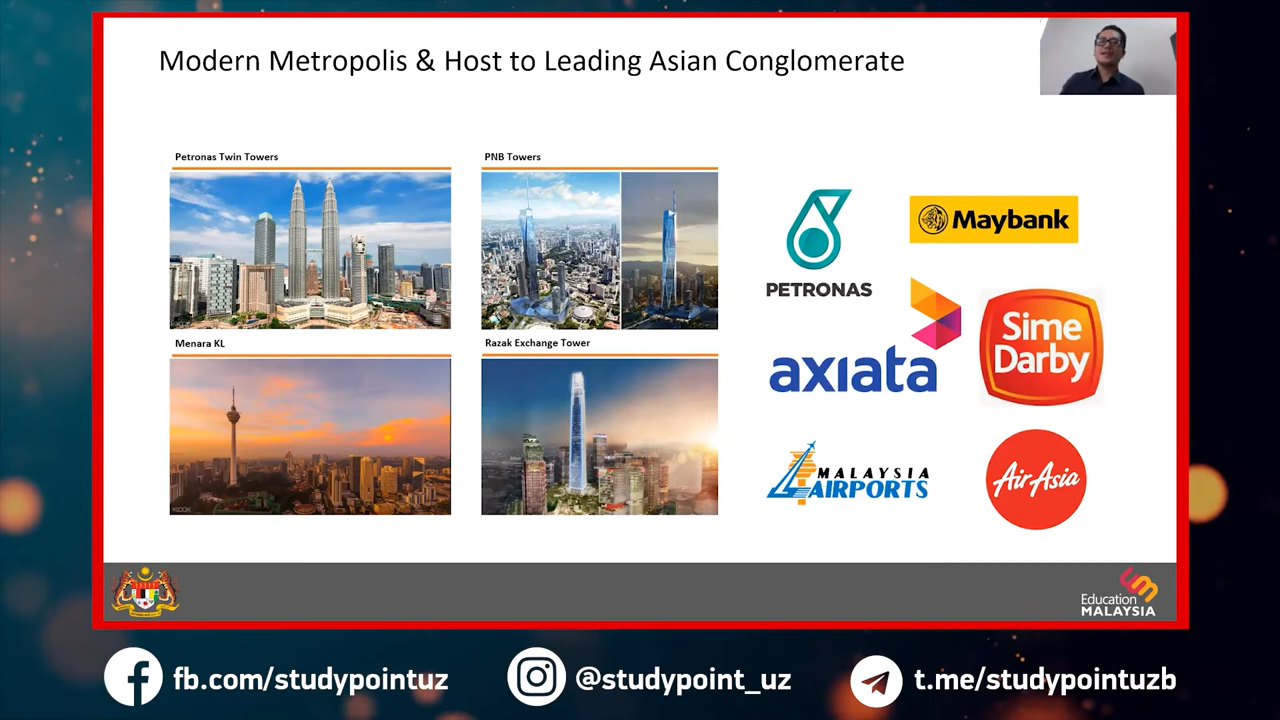 Modern Metropolis & Host to Leading Asian Conglomerate
Petronas Twin Towers
PNB Towers
Menara KL
Razak Exchange Tower
KLOOK
PETRONAS
Maybank
axiata
Sime
Darby
MALAYSIA
AIRPORTS
AirAsia
Education
MALAYSIA
fb.com/studypointuz
@studypoint_uz
t.me/studypointuzb